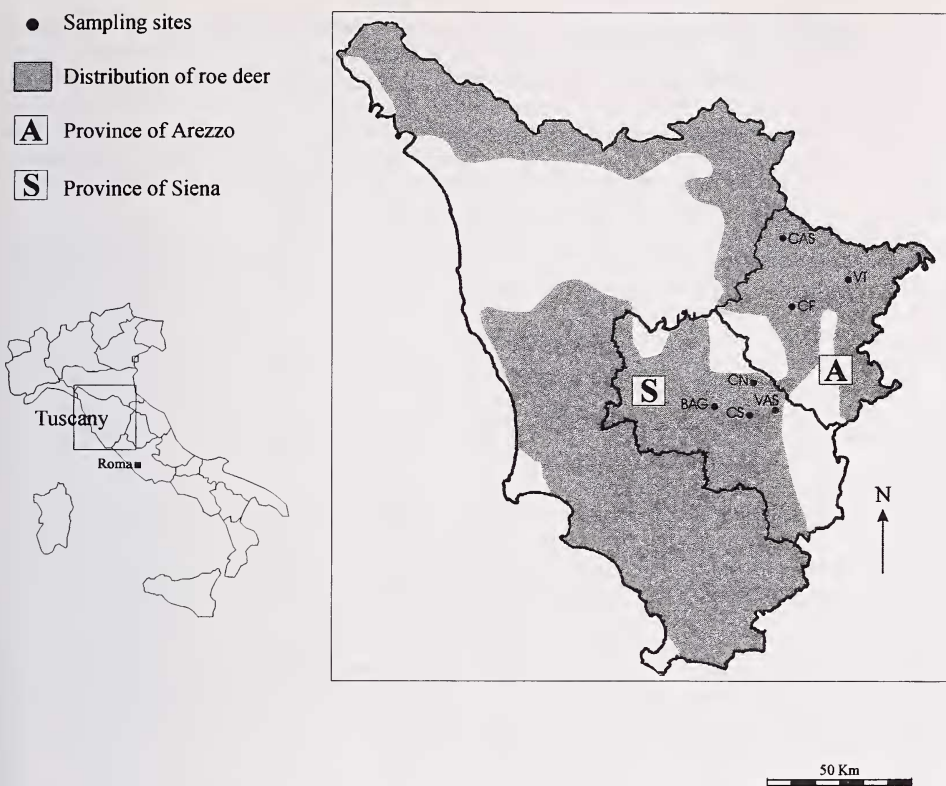 Sampling sites
Distribution of roe deer
A Province of Arezzo
S Province of Siena
Tuscany
Roma
CAS
VT
CF
A
S
CN
BAG
CS
VAS
N
50 Km